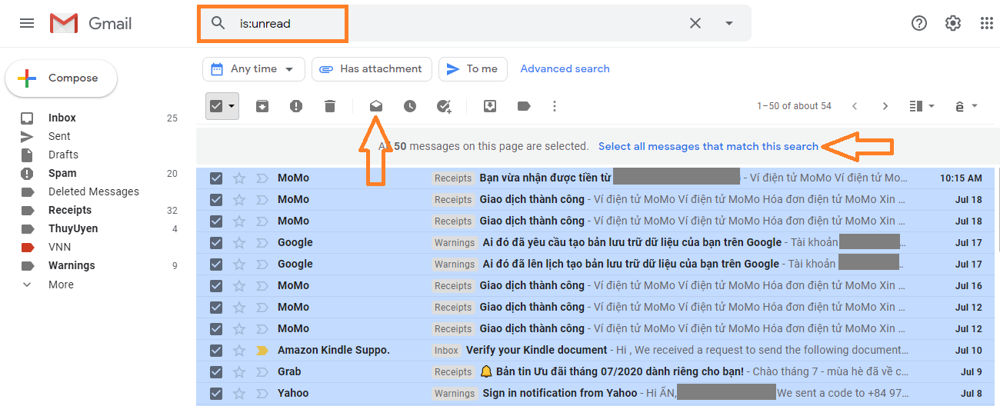 Gmail
is:unread
Any time
Has attachment
To me
Advanced search
Compose
1–50 of about 54
Inbox 25
Sent
Drafts
Spam 20
Deleted Messages
Receipts 32
ThuyUyen 4
VNN
Warnings 9
More
50 messages on this page are selected. Select all messages that match this search
MoMo Receipts Bạn vừa nhận được tiền từ - Ví điện tử MoMo Ví điện tử Mo... 10:15 AM
MoMo Receipts Giao dịch thành công - Ví điện tử MoMo Ví điện tử MoMo Hóa đơn điện tử MoMo Xin ... Jul 18
MoMo Receipts Giao dịch thành công - Ví điện tử MoMo Ví điện tử MoMo Hóa đơn điện tử MoMo Xin ... Jul 18
Google Warnings Ai đó đã yêu cầu tạo bản lưu trữ dữ liệu của bạn trên Google - Tài khoản ... Jul 17
Google Warnings Ai đó đã lên lịch tạo bản lưu trữ dữ liệu của bạn trên Google - Tài khoản ... Jul 17
MoMo Receipts Giao dịch thành công - Ví điện tử MoMo Ví điện tử MoMo Hóa đơn điện tử MoMo Xin ... Jul 16
MoMo Receipts Giao dịch thành công - Ví điện tử MoMo Ví điện tử MoMo Hóa đơn điện tử MoMo Xin ... Jul 12
MoMo Receipts Giao dịch thành công - Ví điện tử MoMo Ví điện tử MoMo Hóa đơn điện tử MoMo Xin ... Jul 12
Amazon Kindle Suppo. Inbox Verify your Kindle document - Hi , We received a request to send the following document... Jul 10
Grab Receipts 🔔 Bản tin Ưu đãi tháng 07/2020 dành riêng cho bạn! - Chào tháng 7 - mùa hè đã về c... Jul 9
Yahoo Warnings Sign in notification from Yahoo - Hi ẤN, We sent a code to +84 97... Jul 8